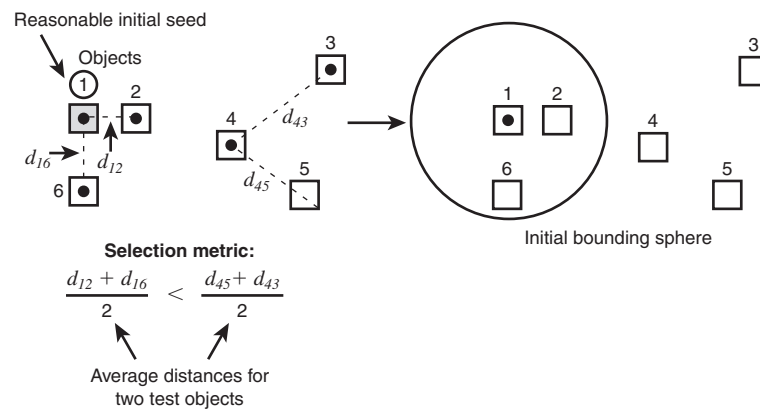 Reasonable initial seed
Objects
1
2
3
4
5
6
d16
d12
d43
d45
1
2
3
4
5
6
Initial bounding sphere
Selection metric:
d12 + d16
2
<
d45+ d43
2
Average distances for
two test objects